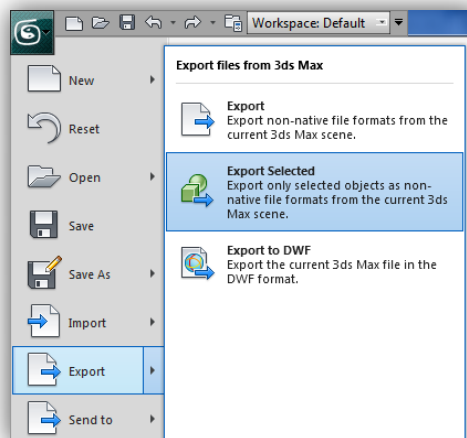 Workspace: Default
New
Reset
Open
Save
Save As
Import
Export
Send to
Export files from 3ds Max
Export
Export non-native file formats from the
current 3ds Max scene.
Export Selected
Export only selected objects as non-
native file formats from the current 3ds
Max scene.
Export to DWF
Export the current 3ds Max file in the
DWF format.